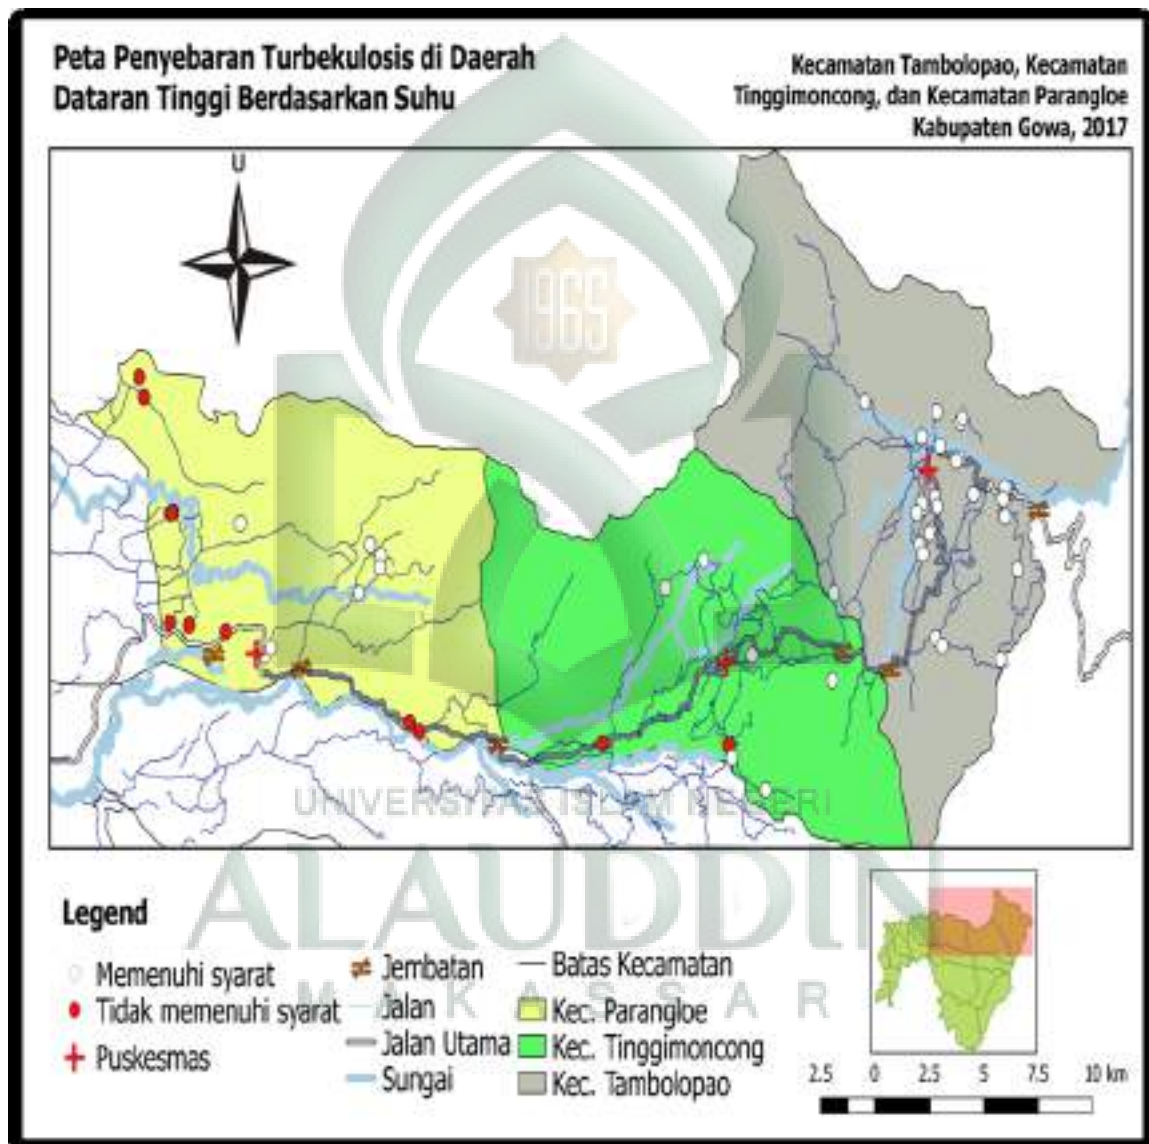 Peta Penyebaran Turbekulosis di Daerah
Dataran Tinggi Berdasarkan Suhu
Kecamatan Tambolopao, Kecamatan
Tinggimoncong, dan Kecamatan Parangloe
Kabupaten Gowa, 2017
U
1965
UNIVERSITAS ISLAM NEGERI
ALAUDDIN
MAKASSAR
Legend
Memenuhi syarat
Tidak memenuhi syarat
Puskesmas
Jembatan
Jalan
Jalan Utama
Sungai
Batas Kecamatan
Kec. Parangloe
Kec. Tinggimoncong
Kec. Tambolopao
2.5 0 2.5 5 7.5 10 km